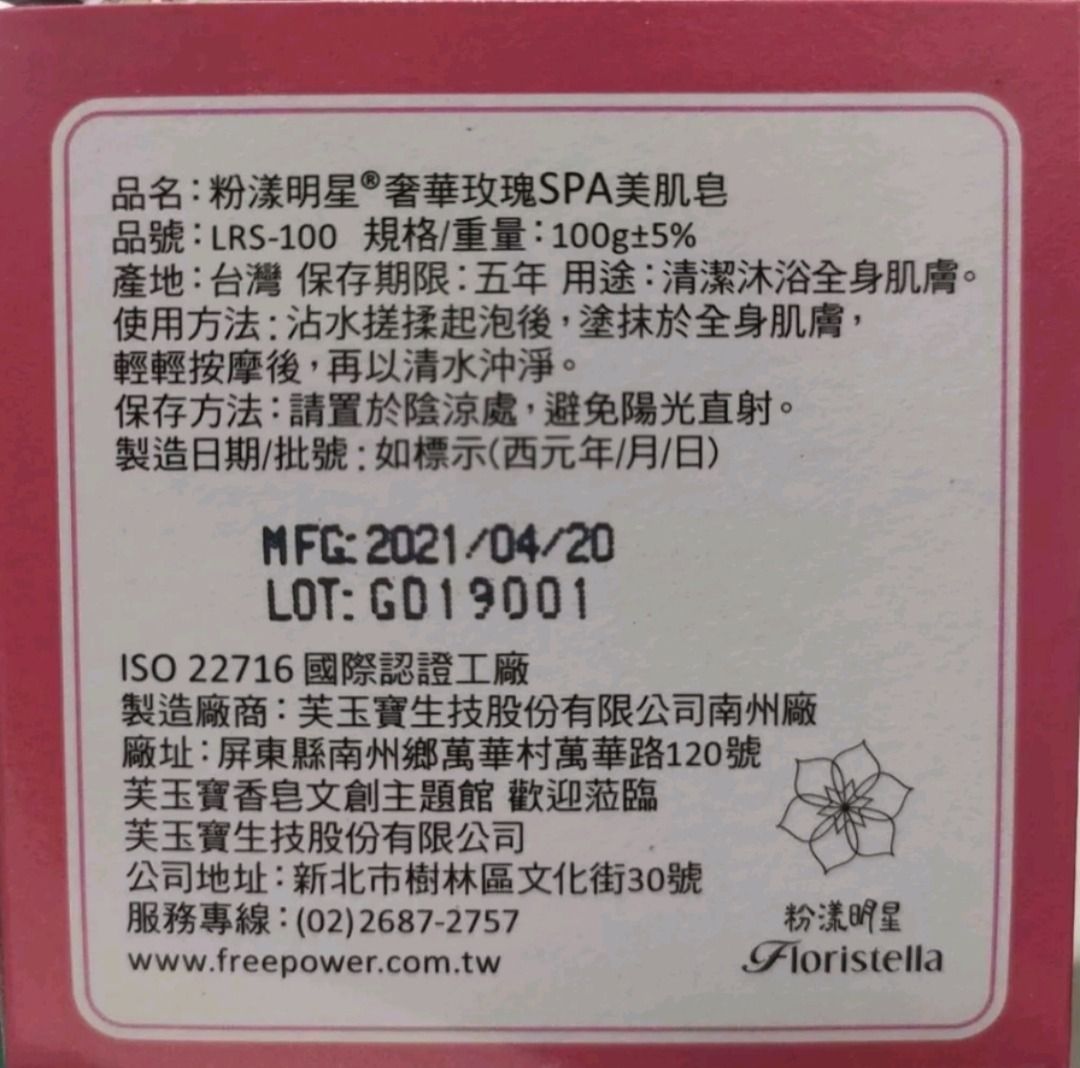 品名：粉漾明星®奢華玫瑰SPA美肌皂
品號：LRS-100 規格/重量：100g±5%
產地：台灣 保存期限：五年 用途：清潔沐浴全身肌膚。
使用方法：沾水搓揉起泡後，塗抹於全身肌膚，
輕輕按摩後，再以清水沖淨。
保存方法：請置於陰涼處，避免陽光直射。
製造日期/批號：如標示(西元年/月/日)
MFG: 2021/04/20
LOT: GD19001
ISO 22716 國際認證工廠
製造廠商：芙玉寶生技股份有限公司南州廠
廠址：屏東縣南州鄉萬華村萬華路120號
芙玉寶香皂文創主題館 歡迎蒞臨
芙玉寶生技股份有限公司
公司地址：新北市樹林區文化街30號
服務專線：(02)2687-2757
www.freepower.com.tw
粉漾明星
Floristella